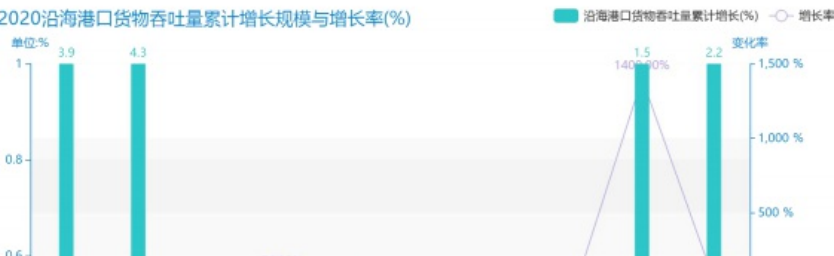 2020沿海港口货物吞吐量累计增长规模与增长率(%)
沿海港口货物吞吐量累计增长(%) 增长率
单位:% 变化率
3.9 4.3 1.5 2.2
1 1,500 %
1,000 %
0.8
500 %
0.6